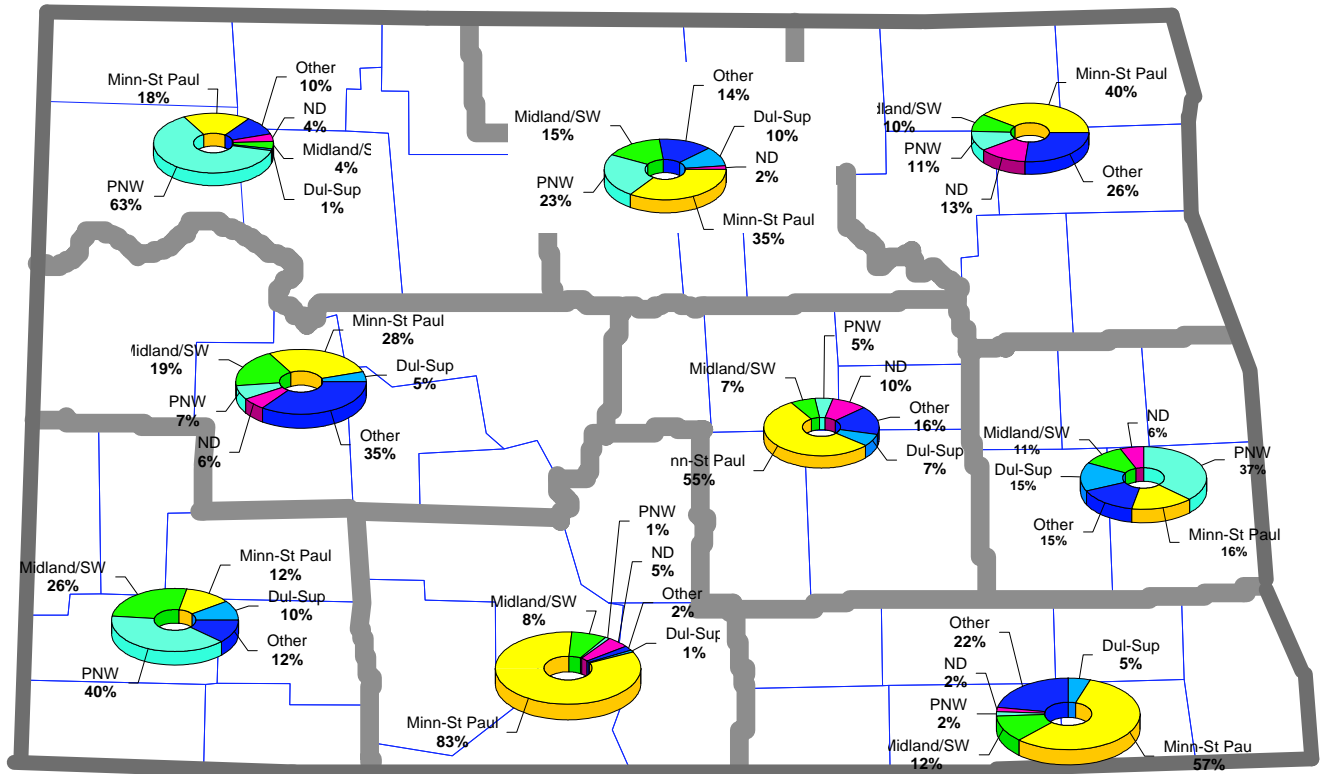 Minn-St Paul
18%
Other
10%
ND
4%
Midland/S
4%
Dul-Sup
1%
PNW
63%
Other
14%
Midland/SW
15%
Dul-Sup
10%
ND
2%
PNW
23%
Minn-St Paul
35%
Minn-St Paul
40%
dland/SW
10%
PNW
11%
ND
13%
Other
26%
Minn-St Paul
28%
Midland/SW
19%
Dul-Sup
5%
PNW
7%
ND
6%
Other
35%
PNW
5%
Midland/SW
7%
ND
10%
Other
16%
Dul-Sup
7%
nn-St Paul
55%
ND
6%
Midland/SW
11%
PNW
37%
Dul-Sup
15%
Other
15%
Minn-St Paul
16%
Midland/SW
26%
Minn-St Paul
12%
Dul-Sup
10%
Other
12%
PNW
40%
PNW
1%
ND
5%
Midland/SW
8%
Other
2%
Dul-Sup
1%
Minn-St Paul
83%
Other
22%
Dul-Sup
5%
ND
2%
PNW
2%
Midland/SW
12%
Minn-St Pau
57%